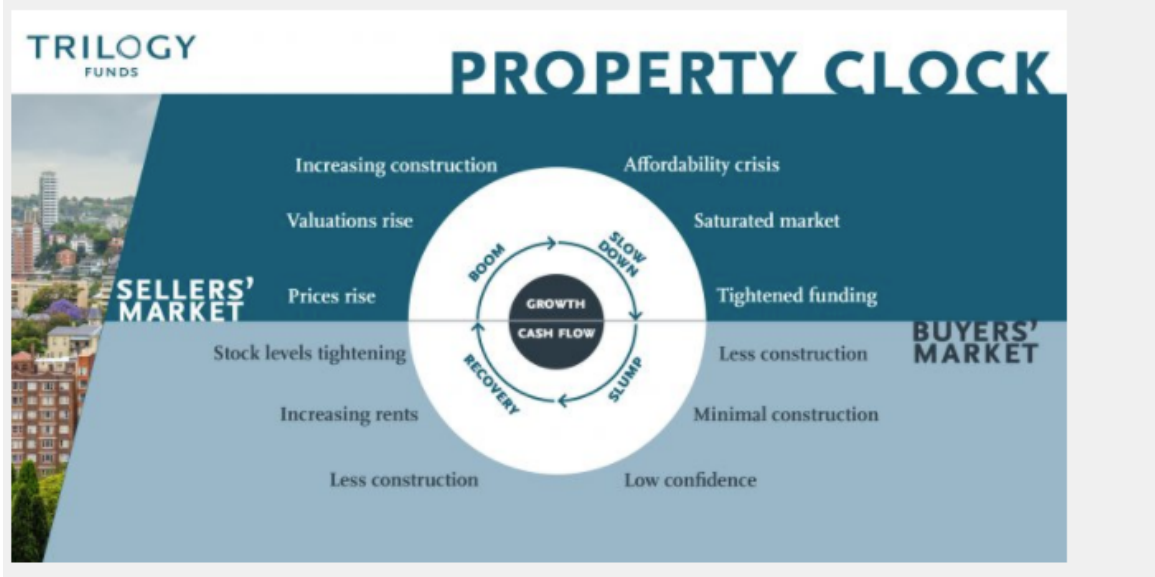 TRILOGY
FUNDS
PROPERTY CLOCK
Increasing construction
Affordability crisis
Valuations rise
Saturated market
BOOM
SLOW
DOWN
SELLERS'
MARKET
Prices rise
GROWTH
Tightened funding
CASH FLOW
BUYERS'
MARKET
Stock levels tightening
Less construction
RECOVERY
SLUMP
Increasing rents
Minimal construction
Less construction
Low confidence